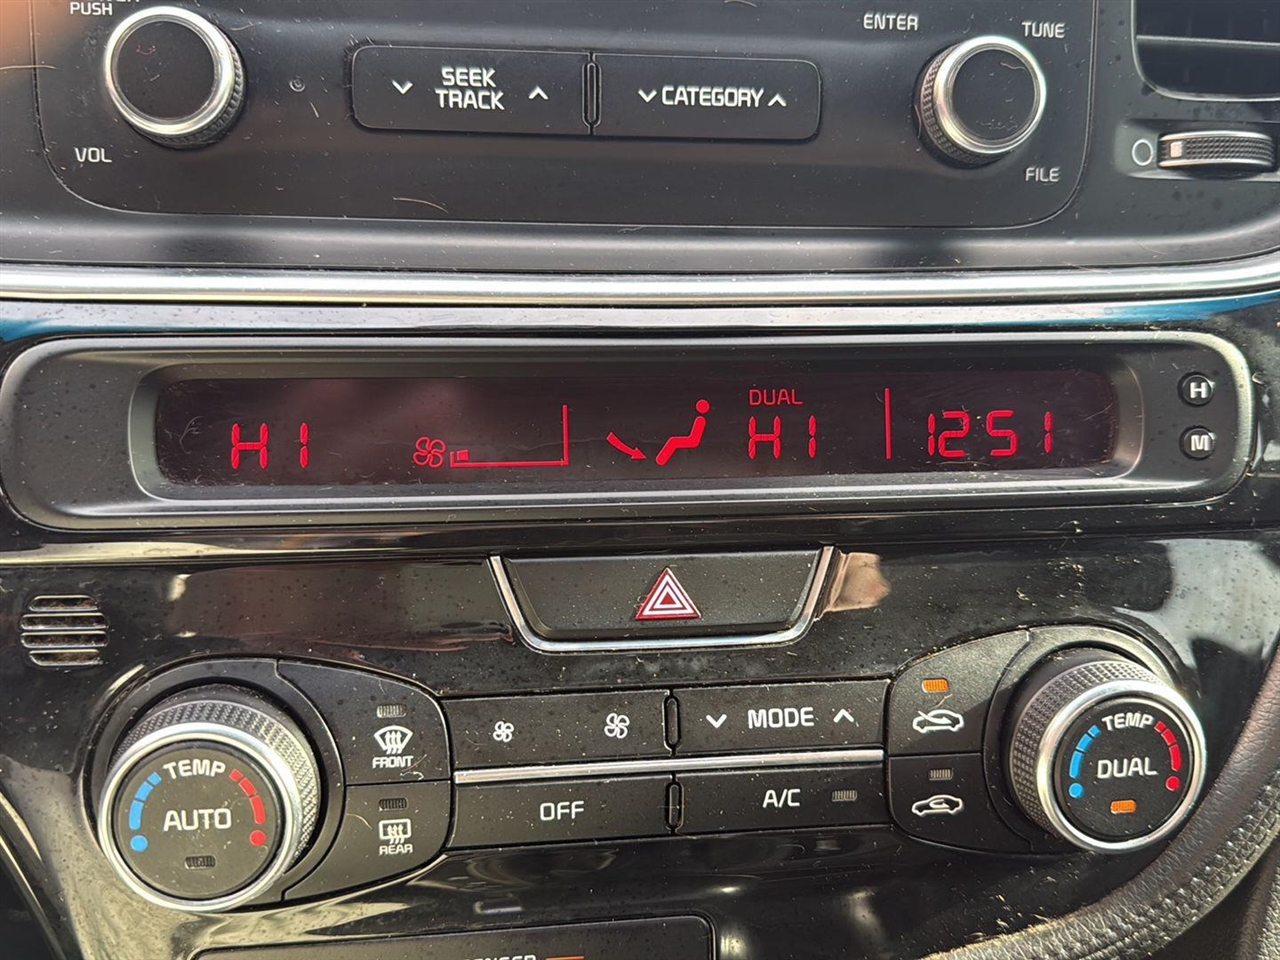 PUSH
VOL
SEEK
TRACK
CATEGORY
ENTER
TUNE
FILE
HI
DUAL
HI
12:51
H
M
TEMP
AUTO
FRONT
REAR
OFF
MODE
A/C
TEMP
DUAL